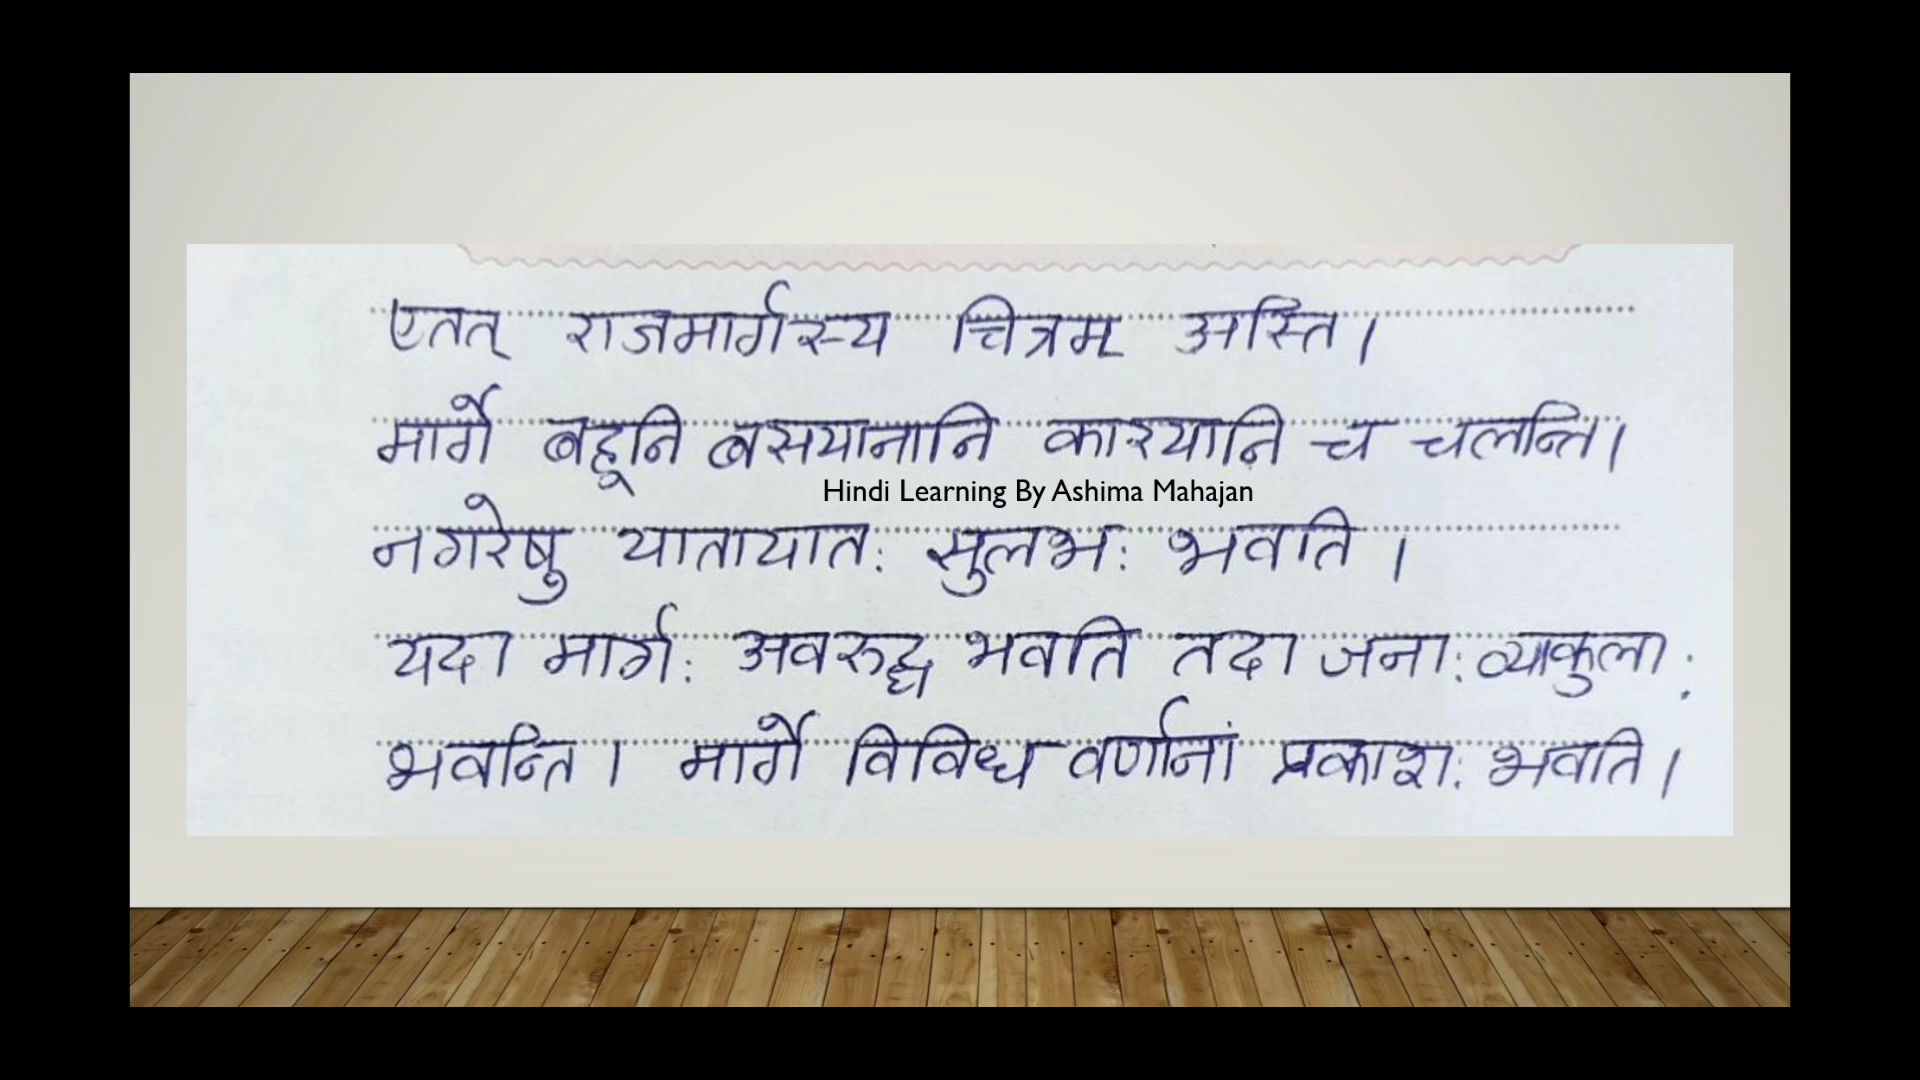 एतत् राजमार्गस्य चित्रम् अस्ति।
मार्गे बहूनि बसयानानि कारयानि च चलन्ति।
Hindi Learning By Ashima Mahajan
नगरेषु यातायातः सुलभः भवति।
यदा मार्गः अवरुद्ध भवति तदा जनाः व्याकुलाः
भवन्ति। मार्गे विविध वर्णानां प्रकाशः भवति।